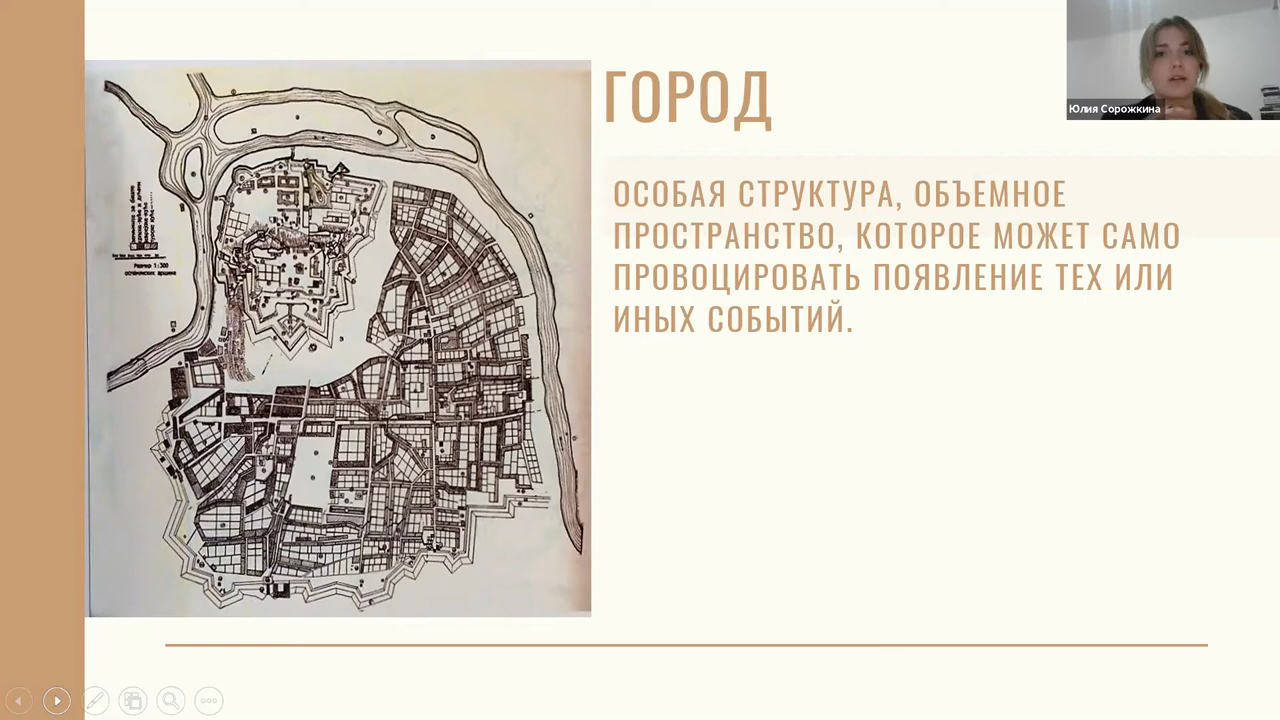 ГОРОД
Юлия Сорожкина
ОСОБАЯ СТРУКТУРА, ОБЪЕМНОЕ
ПРОСТРАНСТВО, КОТОРОЕ МОЖЕТ САМО
ПРОВОЦИРОВАТЬ ПОЯВЛЕНИЕ ТЕХ ИЛИ
ИНЫХ СОБЫТИЙ.